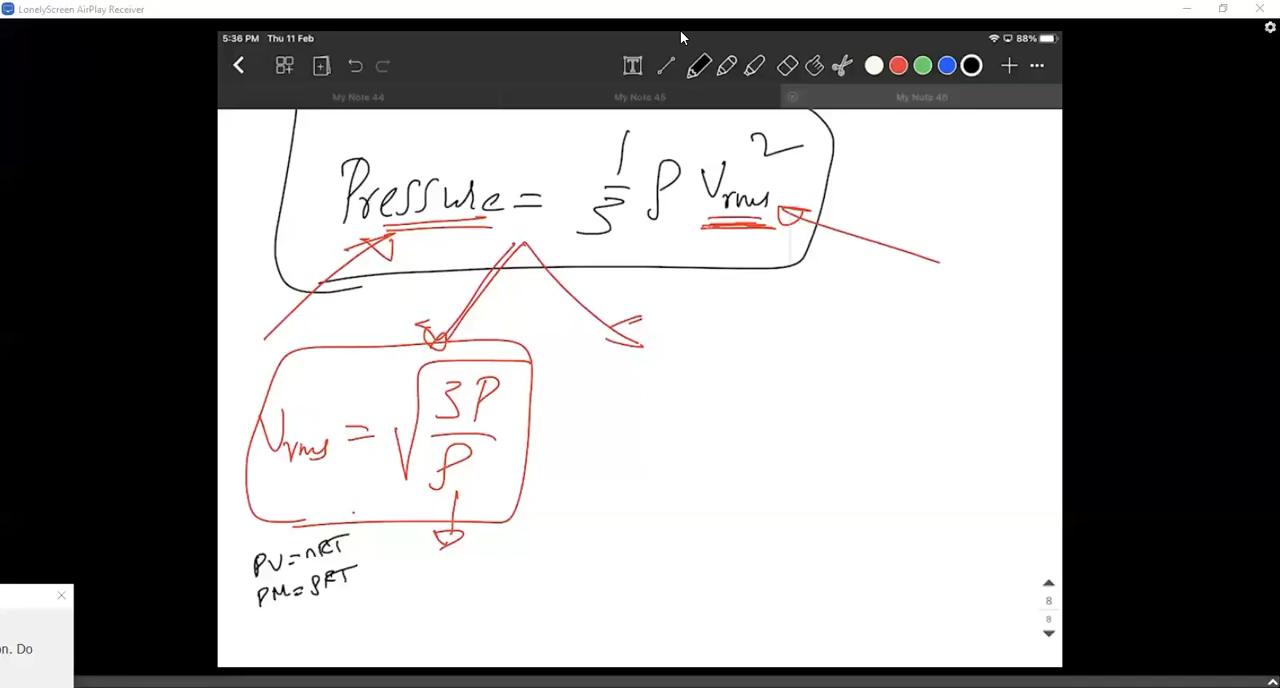 LonelyScreen AirPlay Receiver
5:36 PM Thu 11 Feb
88%
My Note 44
My Note 45
My Note 46
Pressure = 1/3 ρ Vrms²
Vrms = √(3P/ρ)
PV = nRT
PM = ρRT
8
8
on. Do